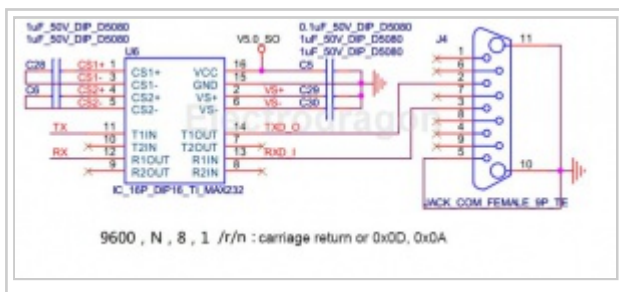 1uF_50V_DIP_D5080
1uF_50V_DIP_D5080
U6
V5.0_SO
0.1uF_50V_DIP_D5080
1uF_50V_DIP_D5080
1uF_50V_DIP_D5080
J4
11
C28
CS1+ 1
CS1- 3
CS2+ 4
CS2- 5
C6
CS1+
CS1-
CS2+
CS2-
VCC
GND
VS+
VS-
16
15
2
6
VS+
VS-
C5
C29
C30
1
6
2
7
3
8
4
9
5
Electrodragon
TX
RX
11
10
12
9
T1IN
T2IN
R1OUT
R2OUT
T1OUT
T2OUT
R1IN
R2IN
14
7
13
8
TXD_O
RXD_I
10
IC_16P_DIP16_TI_MAX232
JACK_COM_FEMALE_9P_TE
9600 , N , 8 , 1 /r/n : carriage return or 0x0D, 0x0A